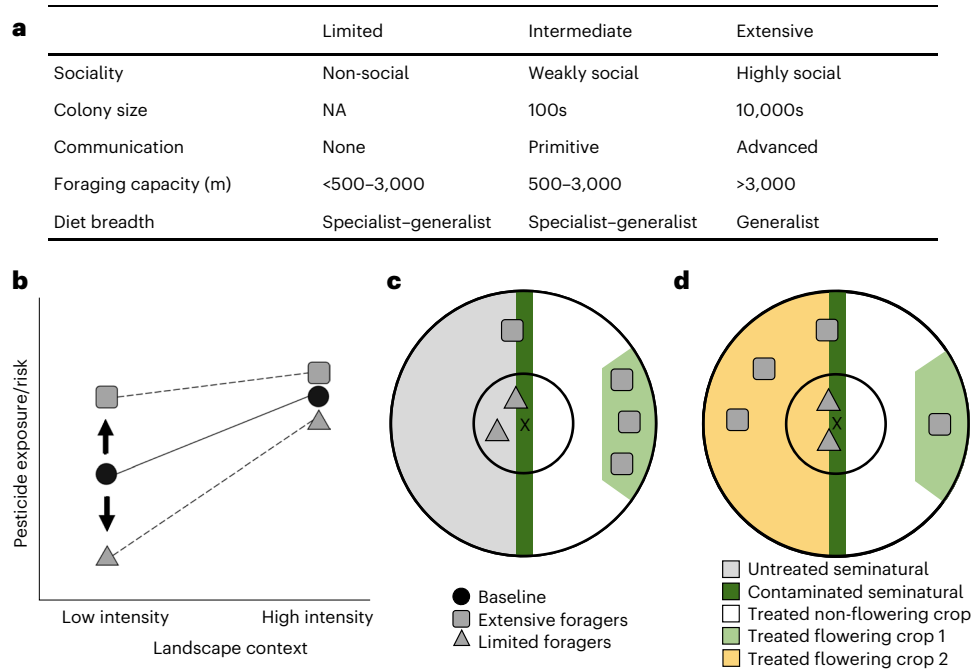 a
Limited Intermediate Extensive
Sociality Non-social Weakly social Highly social
Colony size NA 100s 10,000s
Communication None Primitive Advanced
Foraging capacity (m) <500–3,000 500–3,000 >3,000
Diet breadth Specialist–generalist Specialist–generalist Generalist
b
Pesticide exposure/risk
Low intensity High intensity
Landscape context
c
X
Baseline
Extensive foragers
Limited foragers
d
X
Untreated seminatural
Contaminated seminatural
Treated non-flowering crop
Treated flowering crop 1
Treated flowering crop 2